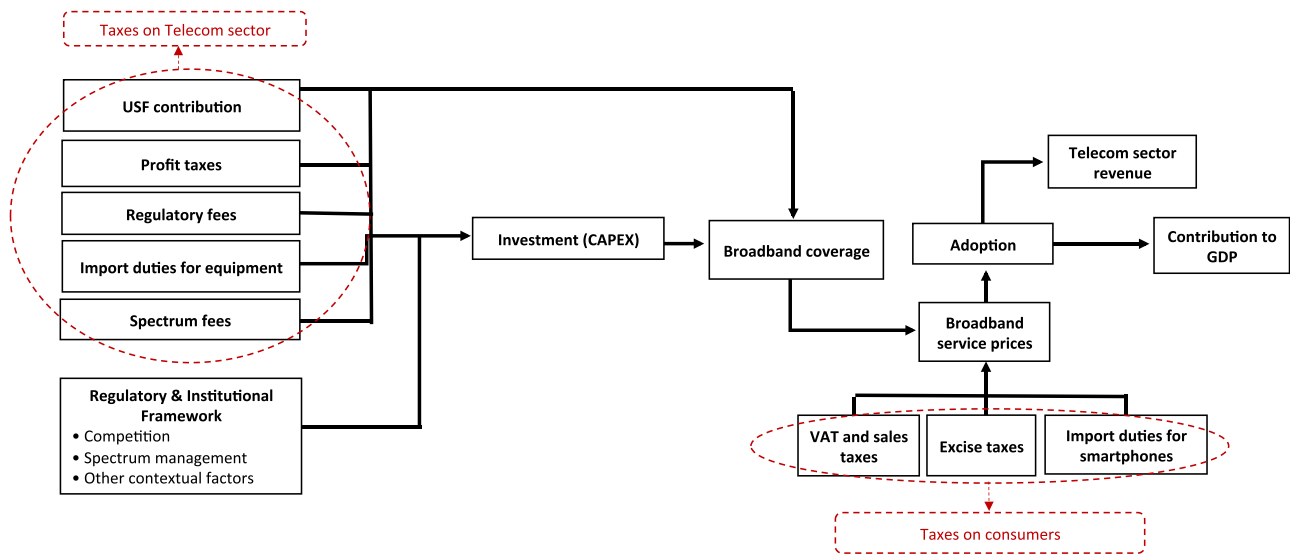 Taxes on Telecom sector
USF contribution
Profit taxes
Regulatory fees
Import duties for equipment
Spectrum fees
Regulatory & Institutional
Framework
• Competition
• Spectrum management
• Other contextual factors
Investment (CAPEX)
Broadband coverage
Telecom sector
revenue
Adoption
Contribution to
GDP
Broadband
service prices
VAT and sales
taxes
Excise taxes
Import duties for
smartphones
Taxes on consumers